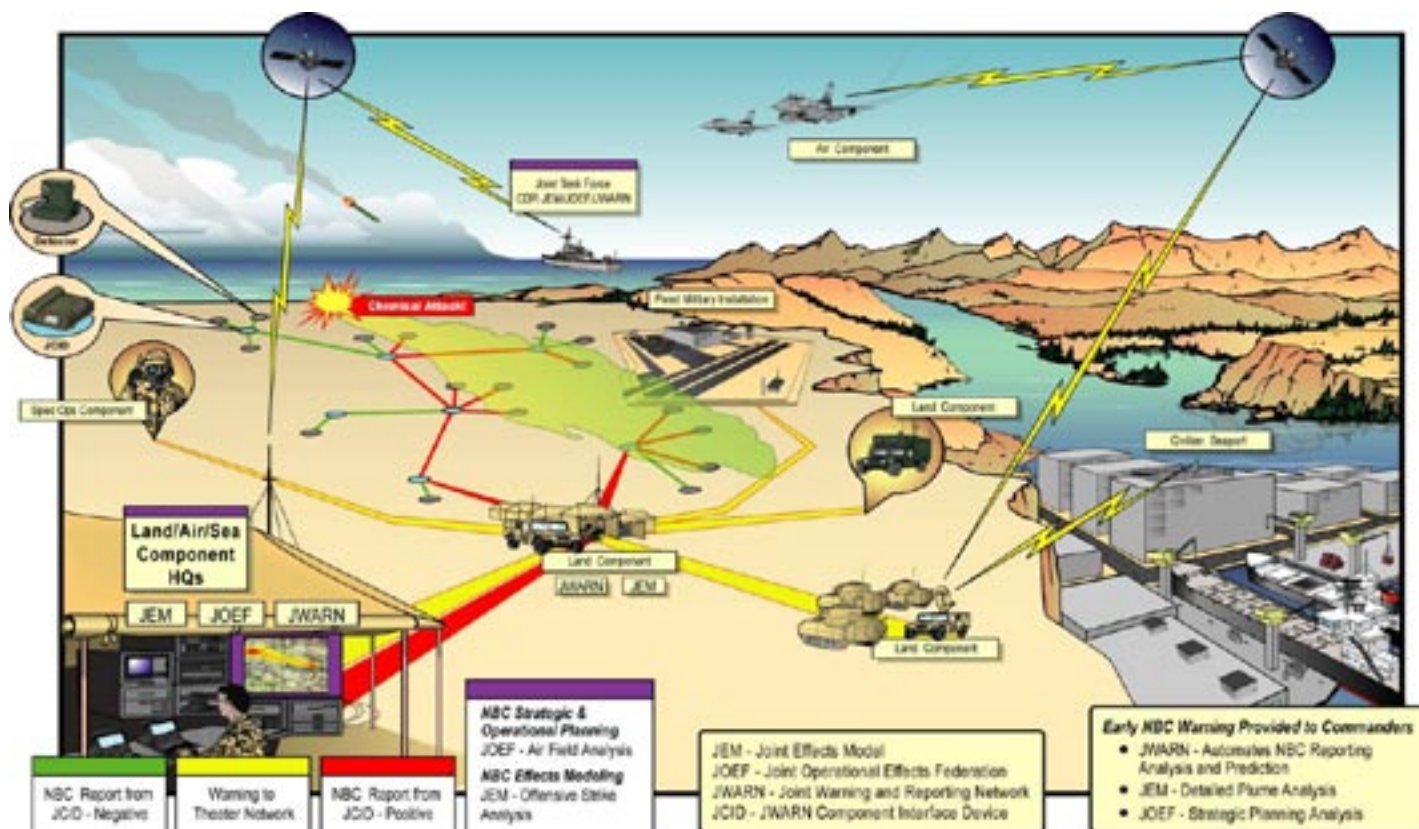 Air Component
Joint Task Force
CDR JEM/JOEF/JWARN
Detector
JCID
Chemical Attack!
Fixed Military Installation
Spec Ops Component
Land Component
Civilian Seaport
Land/Air/Sea
Component
HQs
JEM JOEF JWARN
Land Component
JWARN JEM
Land Component
NBC Report from
JCID - Negative
Warning to
Theater Network
NBC Report from
JCID - Positive
NBC Strategic &
Operational Planning
JOEF - Air Field Analysis
NBC Effects Modeling
JEM - Offensive Strike
Analysis
JEM - Joint Effects Model
JOEF - Joint Operational Effects Federation
JWARN - Joint Warning and Reporting Network
JCID - JWARN Component Interface Device
Early NBC Warning Provided to Commanders
• JWARN - Automates NBC Reporting
Analysis and Prediction
• JEM - Detailed Plume Analysis
• JOEF - Strategic Planning Analysis